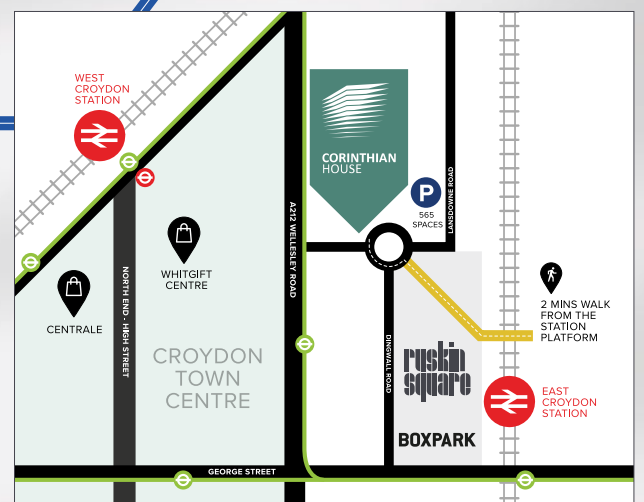 WEST
CROYDON
STATION
CORINTHIAN
HOUSE
P
565
SPACES
LANSDOWNE ROAD
A212 WELLESLEY ROAD
WHITGIFT
CENTRE
CENTRALE
NORTH END - HIGH STREET
2 MINS WALK
FROM THE
STATION
PLATFORM
CROYDON
TOWN
CENTRE
DINGWALL ROAD
ruskin
square
EAST
CROYDON
STATION
BOXPARK
GEORGE STREET